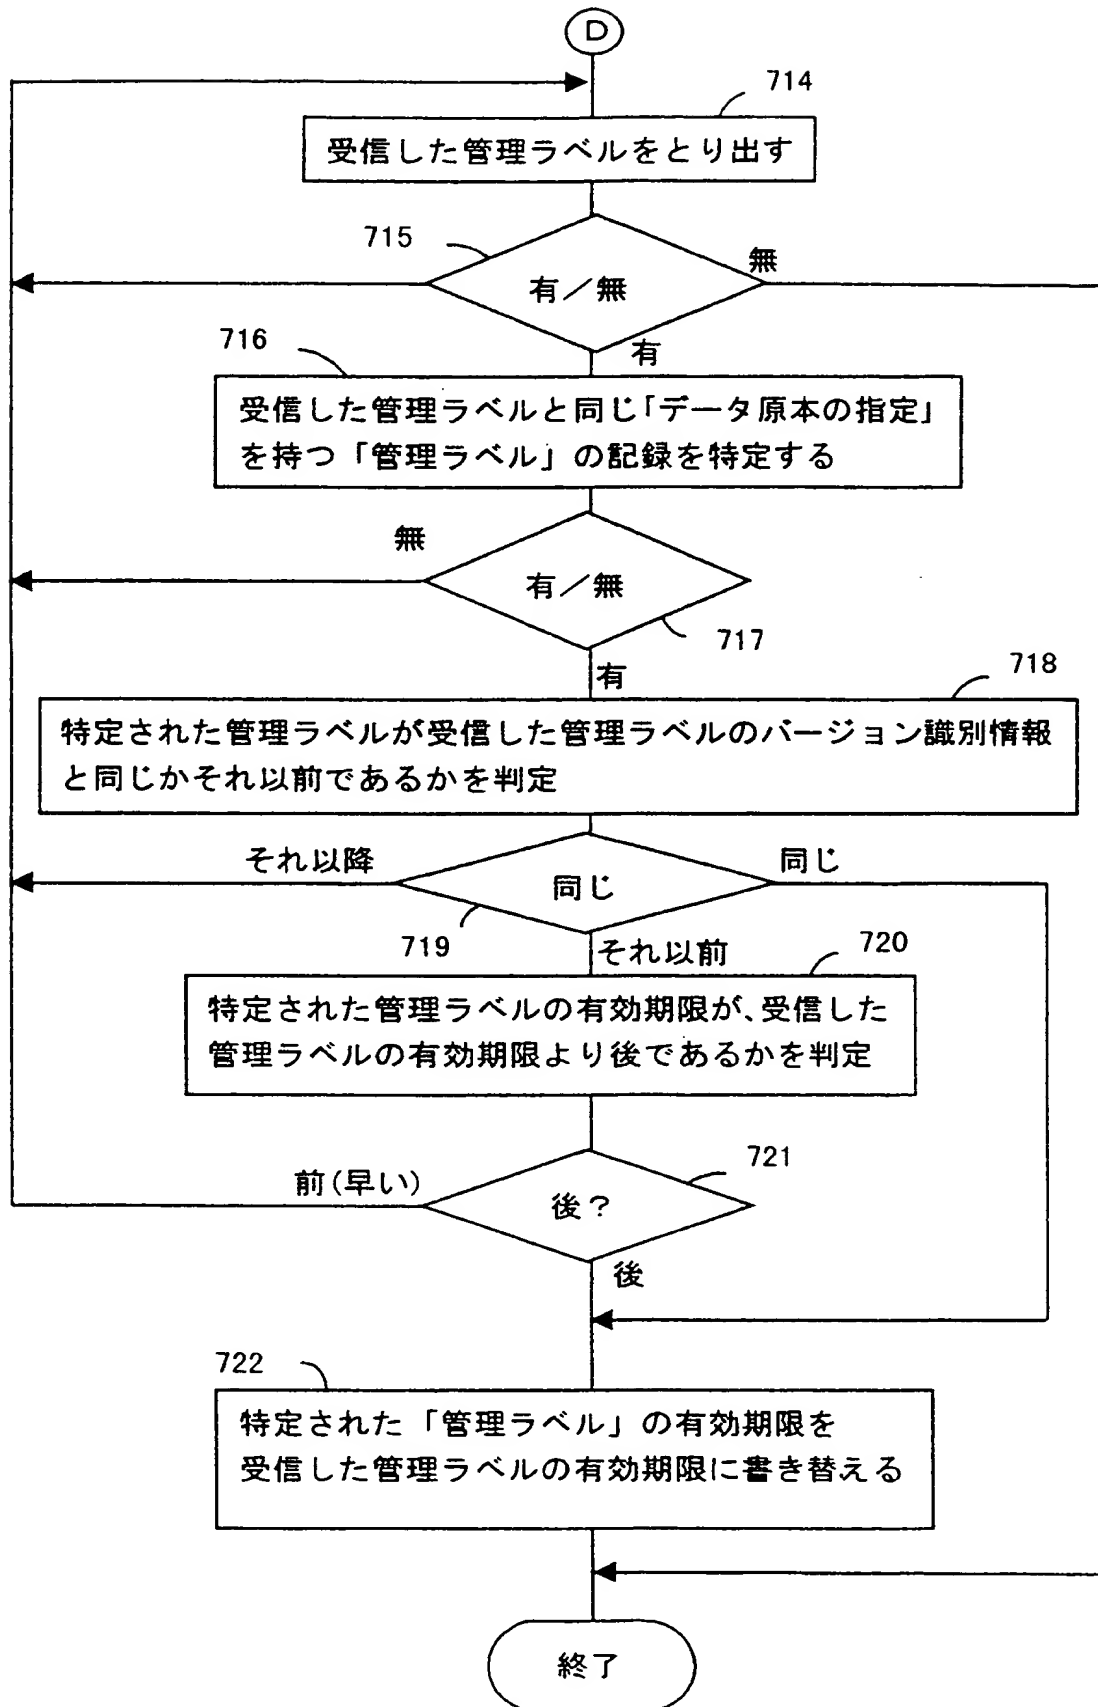 D
714
受信した管理ラベルをとり出す
715
無
有／無
716
有
受信した管理ラベルと同じ「データ原本の指定」
を持つ「管理ラベル」の記録を特定する
無
有／無
717
有
718
特定された管理ラベルが受信した管理ラベルのバージョン識別情報
と同じかそれ以前であるかを判定
それ以降
同じ
同じ
719
それ以前
720
特定された管理ラベルの有効期限が、受信した
管理ラベルの有効期限より後であるかを判定
721
前(早い)
後？
後
722
特定された「管理ラベル」の有効期限を
受信した管理ラベルの有効期限に書き替える
終了